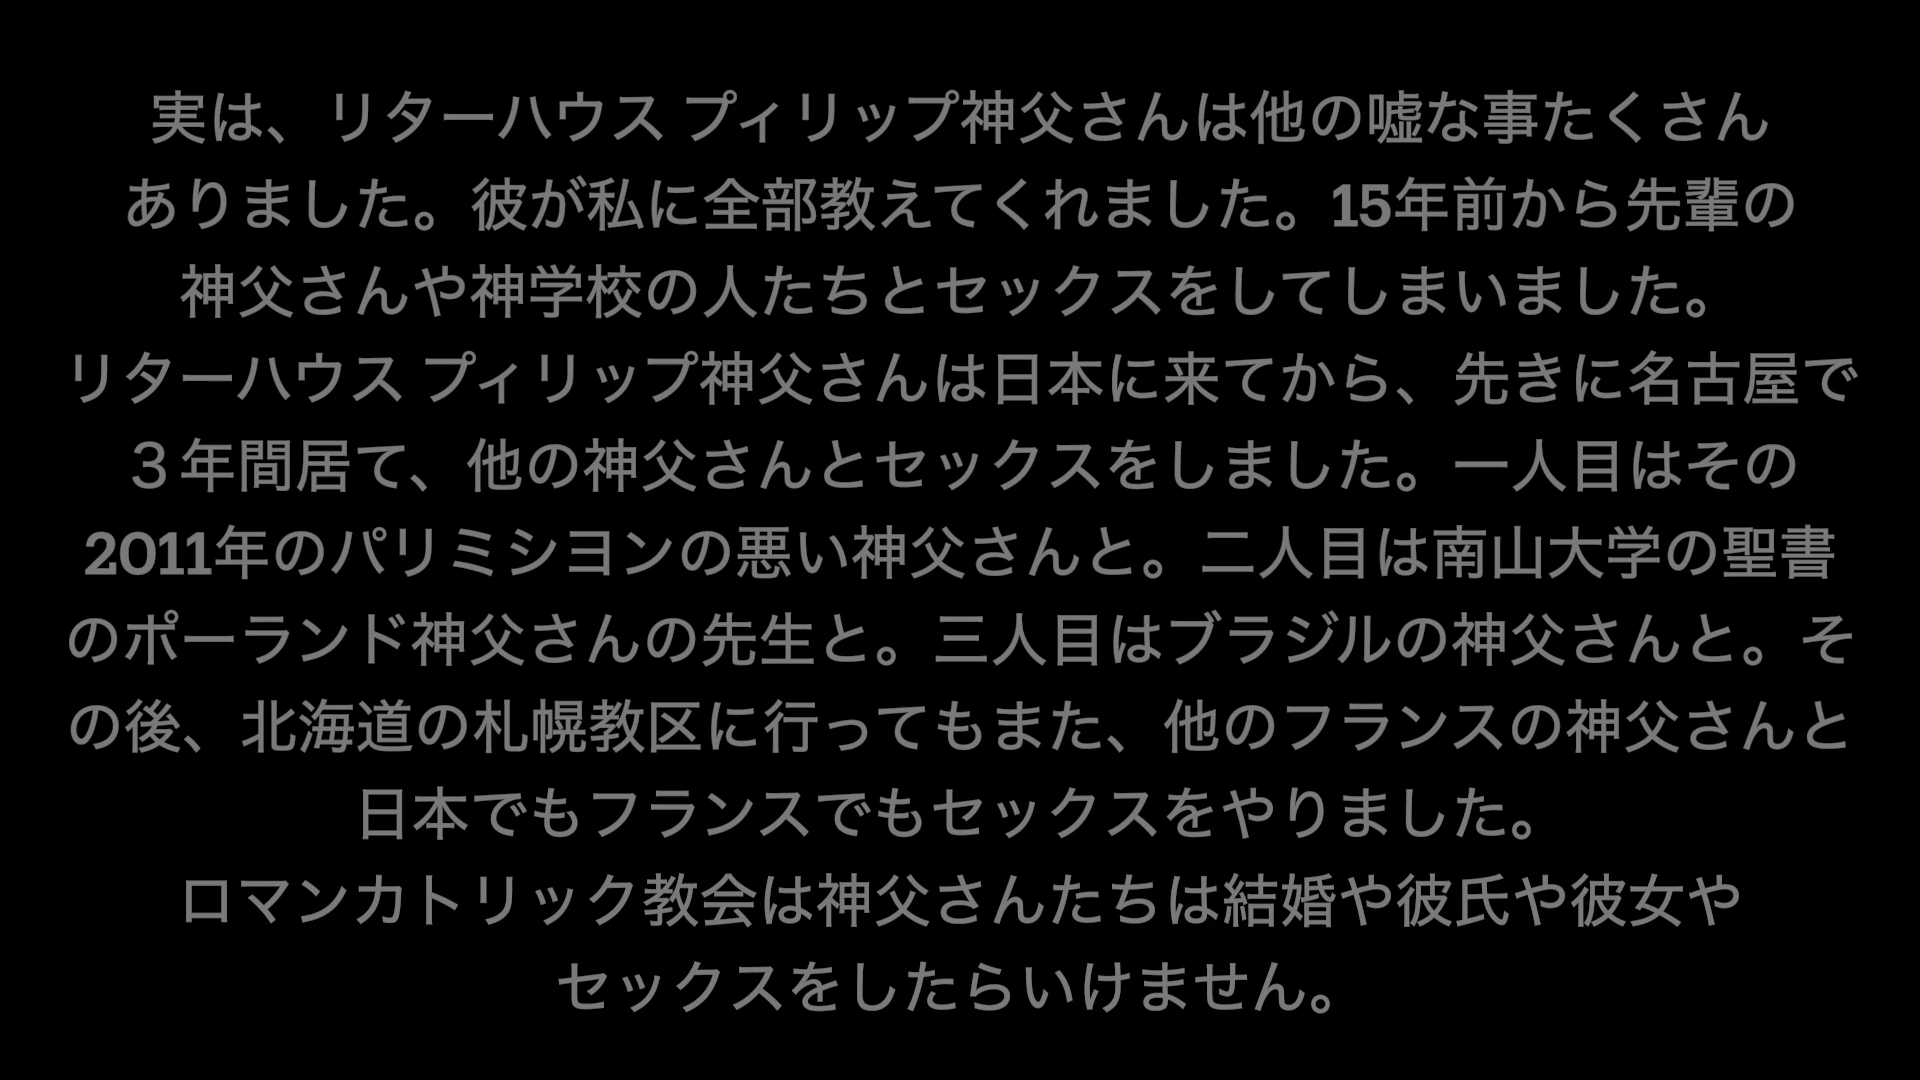 実は、リターハウス プィリップ神父さんは他の嘘な事たくさん
ありました。彼が私に全部教えてくれました。15年前から先輩の
神父さんや神学校の人たちとセックスをしてしまいました。
リターハウス プィリップ神父さんは日本に来てから、先きに名古屋で
３年間居て、他の神父さんとセックスをしました。一人目はその
2011年のパリミシヨンの悪い神父さんと。二人目は南山大学の聖書
のポーランド神父さんの先生と。三人目はブラジルの神父さんと。そ
の後、北海道の札幌教区に行ってもまた、他のフランスの神父さんと
日本でもフランスでもセックスをやりました。
ロマンカトリック教会は神父さんたちは結婚や彼氏や彼女や
セックスをしたらいけません。